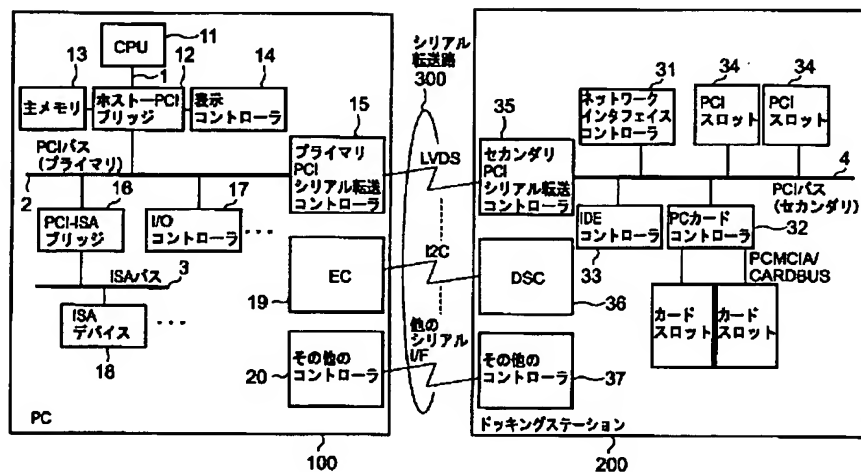 CPU
11
シリアル
転送路
300
13
12
14
1
主メモリ
ホストーPCI
ブリッジ
表示
コントローラ
15
PCIバス
(プライマリ)
プライマリ
PCI
シリアル転送
コントローラ
2
16
17
PCI-ISA
ブリッジ
I/O
コントローラ
ISAバス
3
ISA
デバイス
18
19
EC
20
その他の
コントローラ
PC
100
LVDS
I2C
他の
シリアル
I/F
31
34
34
35
ネットワーク
インタフェイス
コントローラ
PCI
スロット
PCI
スロット
セカンダリ
PCI
シリアル転送
コントローラ
4
PCIバス
(セカンダリ)
IDE
コントローラ
PCカード
コントローラ
32
33
PCMCIA/
CARDBUS
DSC
36
カード
スロット
カード
スロット
その他の
コントローラ
37
ドッキングステーション
200